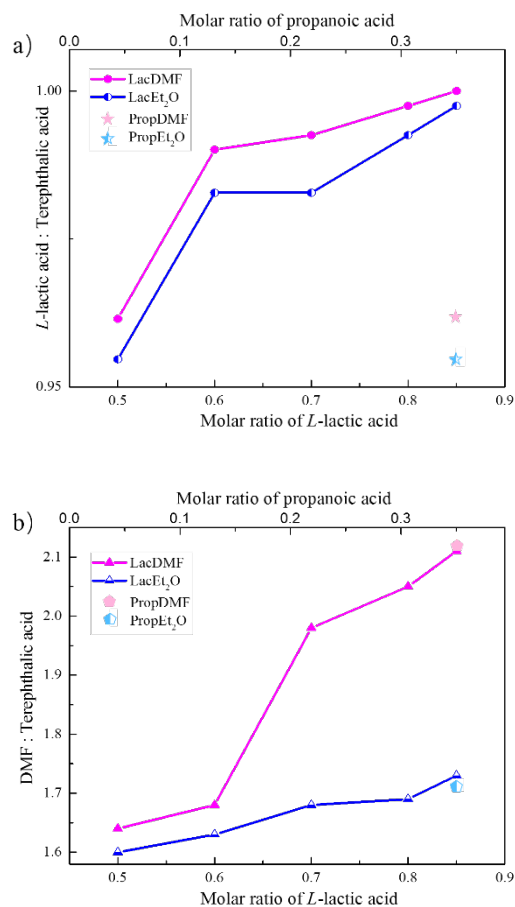 Molar ratio of propanoic acid
a)
0.0 0.1 0.2 0.3
1.00
0.95
L-lactic acid : Terephthalic acid
LacDMF
LacEt₂O
PropDMF
PropEt₂O
0.5 0.6 0.7 0.8 0.9
Molar ratio of L-lactic acid
Molar ratio of propanoic acid
b)
0.0 0.1 0.2 0.3
2.1
2.0
1.9
1.8
1.7
1.6
DMF : Terephthalic acid
LacDMF
LacEt₂O
PropDMF
PropEt₂O
0.5 0.6 0.7 0.8 0.9
Molar ratio of L-lactic acid